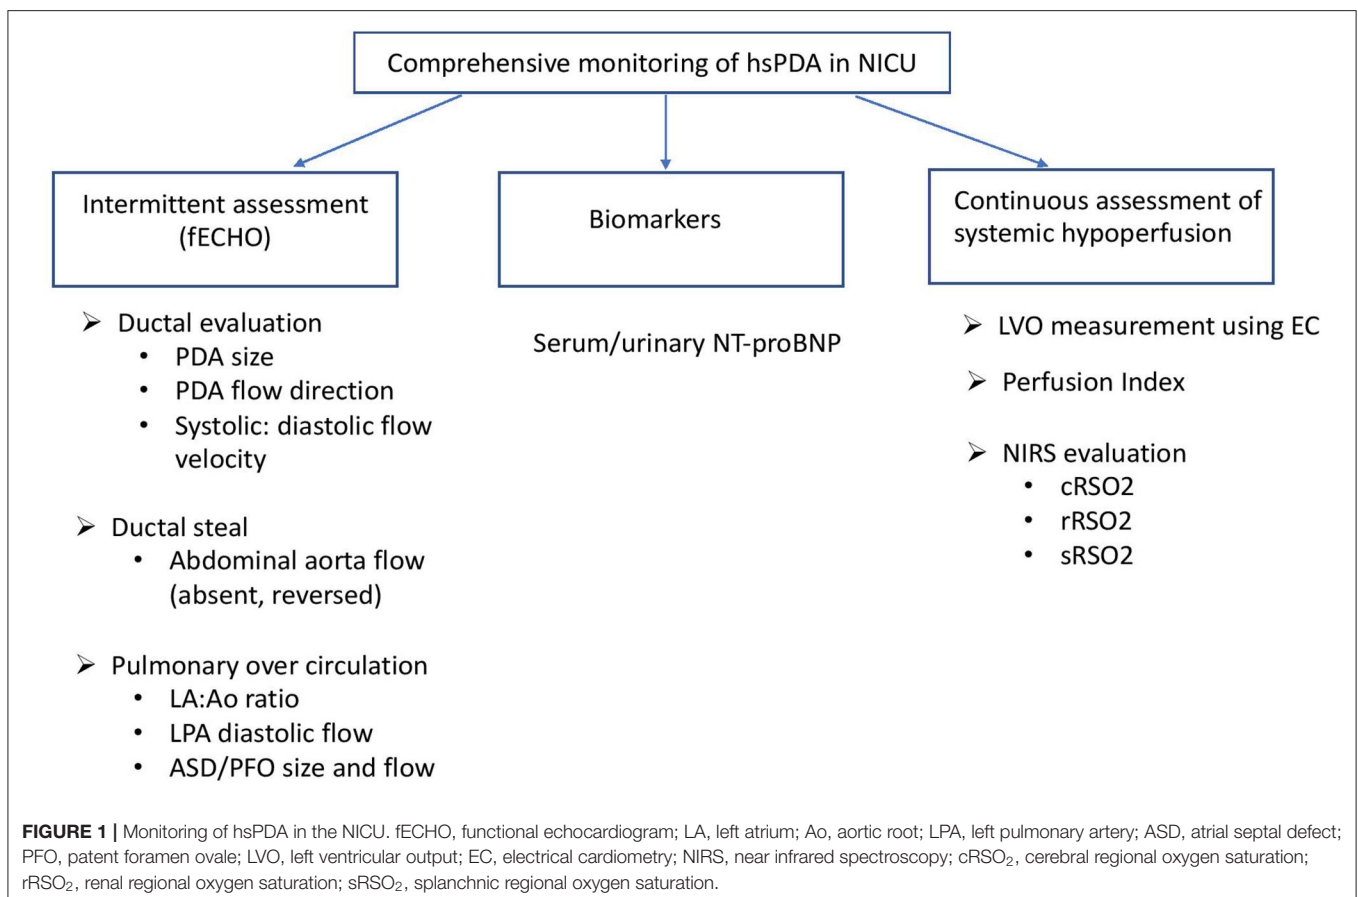 Comprehensive monitoring of hsPDA in NICU
Intermittent assessment
(fECHO)
➢ Ductal evaluation
• PDA size
• PDA flow direction
• Systolic: diastolic flow
velocity
➢ Ductal steal
• Abdominal aorta flow
(absent, reversed)
➢ Pulmonary over circulation
• LA:Ao ratio
• LPA diastolic flow
• ASD/PFO size and flow
Biomarkers
Serum/urinary NT-proBNP
Continuous assessment of
systemic hypoperfusion
➢ LVO measurement using EC
➢ Perfusion Index
➢ NIRS evaluation
• cRSO2
• rRSO2
• sRSO2
FIGURE 1 | Monitoring of hsPDA in the NICU. fECHO, functional echocardiogram; LA, left atrium; Ao, aortic root; LPA, left pulmonary artery; ASD, atrial septal defect;
PFO, patent foramen ovale; LVO, left ventricular output; EC, electrical cardiometry; NIRS, near infrared spectroscopy; cRSO₂, cerebral regional oxygen saturation;
rRSO₂, renal regional oxygen saturation; sRSO₂, splanchnic regional oxygen saturation.